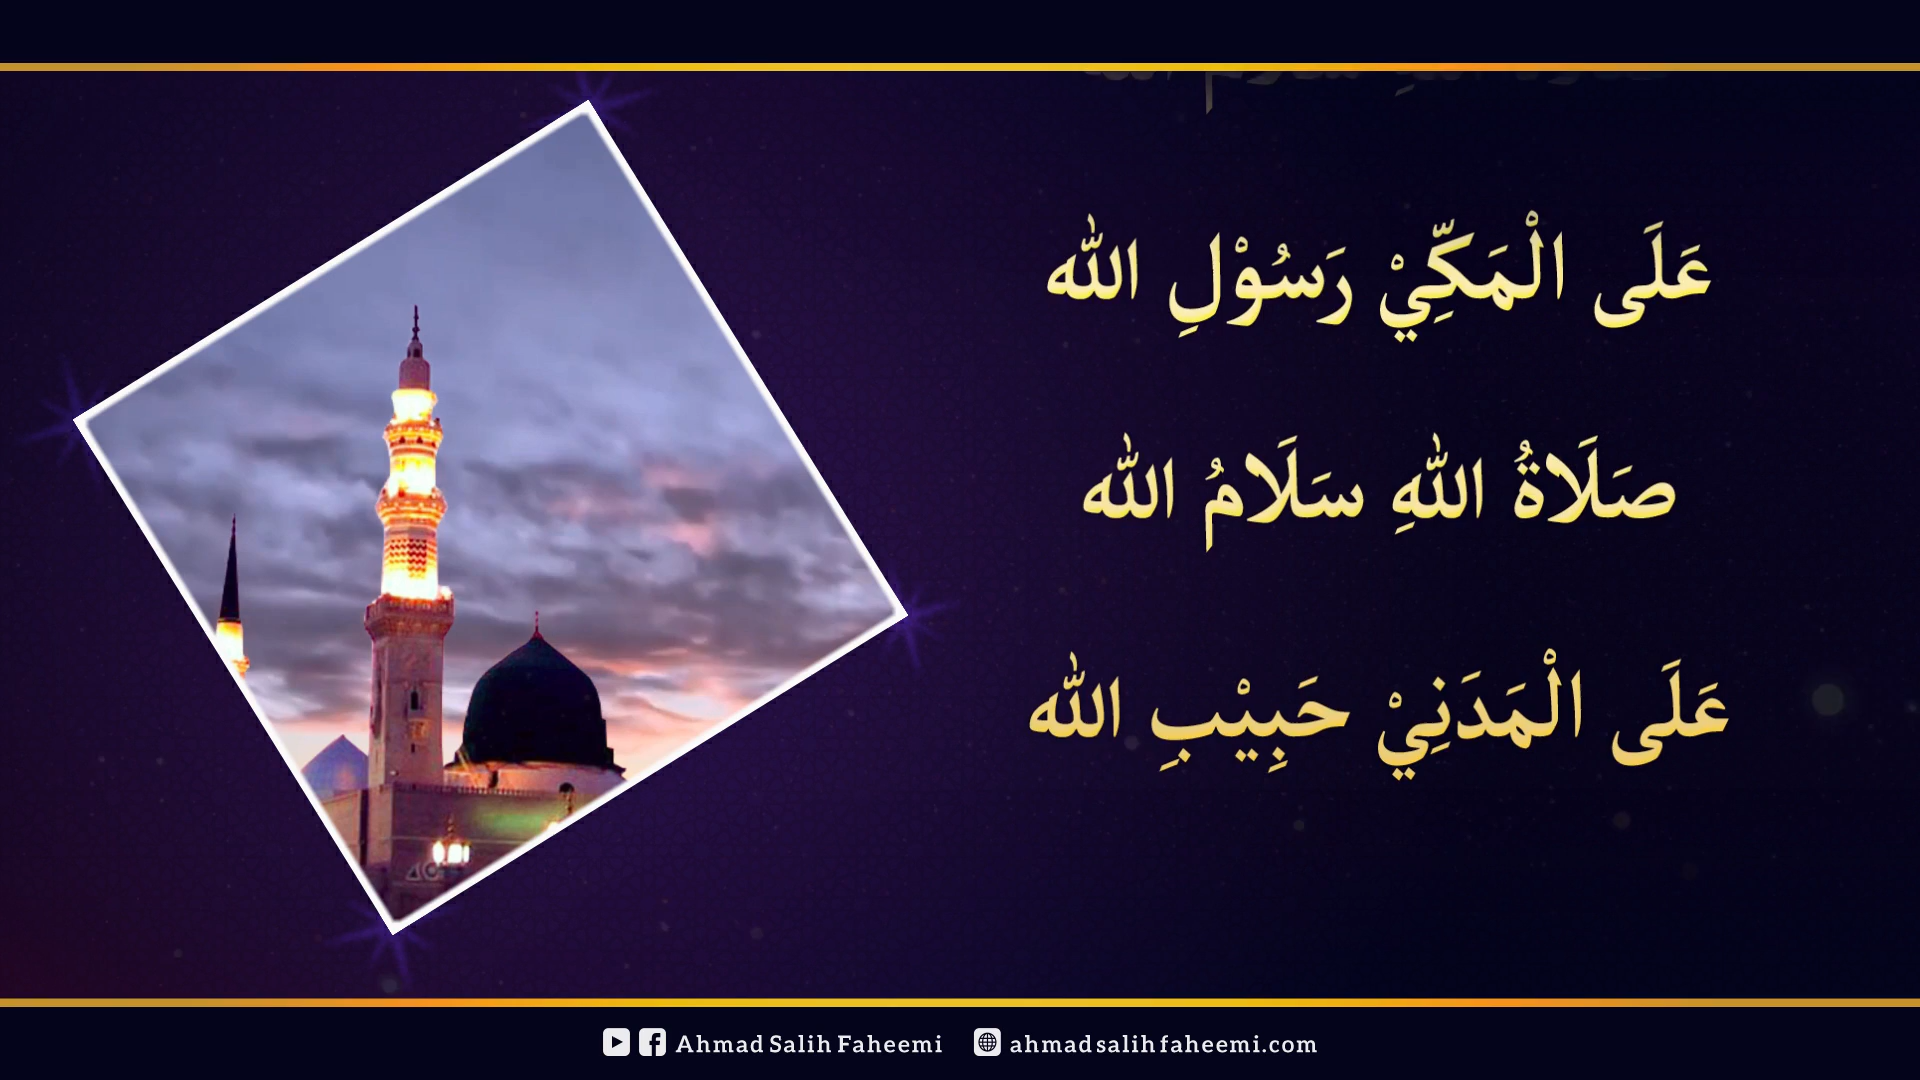 عَلَى الْمَكِّيْ رَسُوْلِ الله
صَلَاةُ اللهِ سَلَامُ الله
عَلَى الْمَدَنِيْ حَبِيْبِ الله
Ahmad Salih Faheemi ahmadsalihfaheemi.com